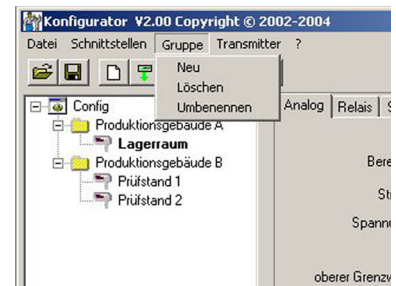 Konfigurator V2.00 Copyright © 2002-2004
Datei Schnittstellen Gruppe Transmitter ?
Neu
Löschen
Umbenennen
Config
Produktionsgebäude A
Lagerraum
Produktionsgebäude B
Prüfstand 1
Prüfstand 2
Analog Relais
oberer